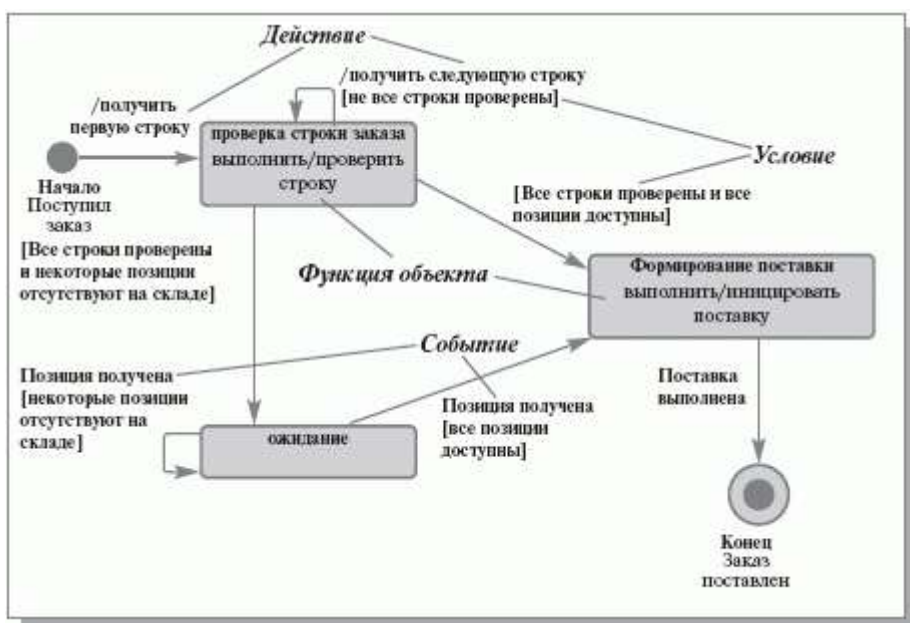 Действие
/получить следующую строку
[не все строки проверены]
/получить
первую строку
проверка строки заказа
выполнить/проверить
строку
Условие
Начало
Поступил
заказ
[Все строки проверены и все
позиции доступны]
[Все строки проверены
и некоторые позиции
отсутствуют на складе]
Функция объекта
Формирование поставки
выполнить/иницировать
поставку
Событие
Позиция получена
[некоторые позиции
отсутствуют на
складе]
Поставка
выполнена
Позиция получена
[все позиции
доступны]
ожидание
Конец
Заказ
поставлен